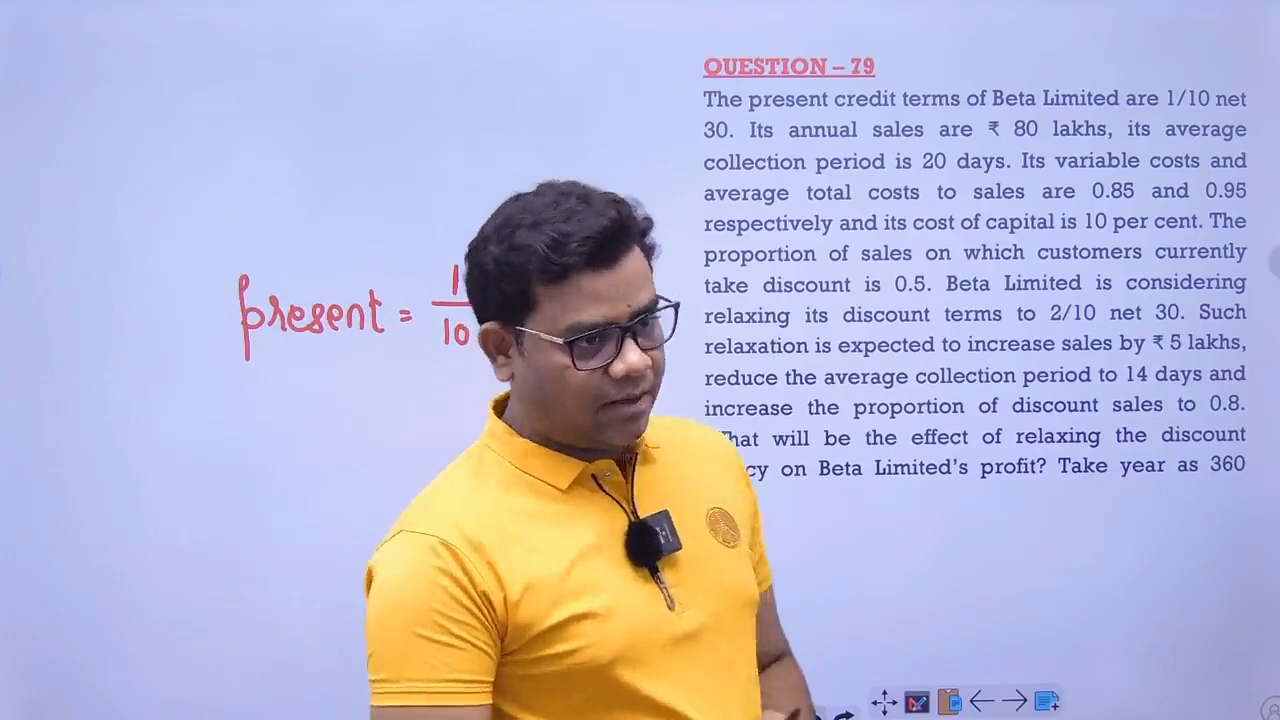 QUESTION – 79
The present credit terms of Beta Limited are 1/10 net
30. Its annual sales are ₹ 80 lakhs, its average
collection period is 20 days. Its variable costs and
average total costs to sales are 0.85 and 0.95
respectively and its cost of capital is 10 per cent. The
proportion of sales on which customers currently
take discount is 0.5. Beta Limited is considering
relaxing its discount terms to 2/10 net 30. Such
relaxation is expected to increase sales by ₹ 5 lakhs,
reduce the average collection period to 14 days and
increase the proportion of discount sales to 0.8.
hat will be the effect of relaxing the discount
cy on Beta Limited's profit? Take year as 360
present = 1
10